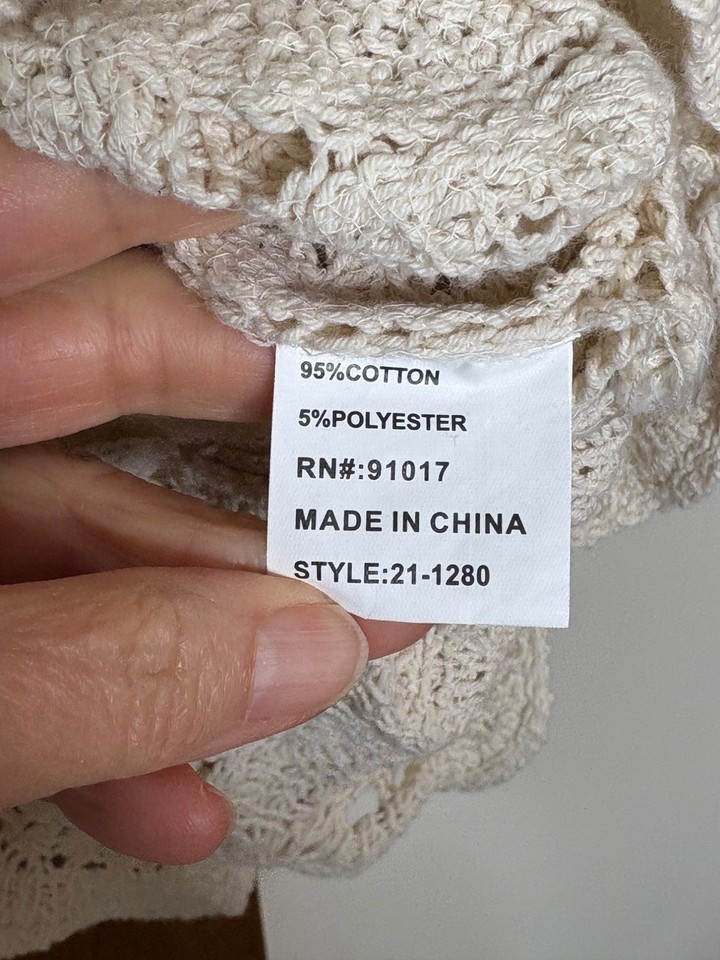 95%COTTON
5%POLYESTER
RN#:91017
MADE IN CHINA
STYLE:21-1280